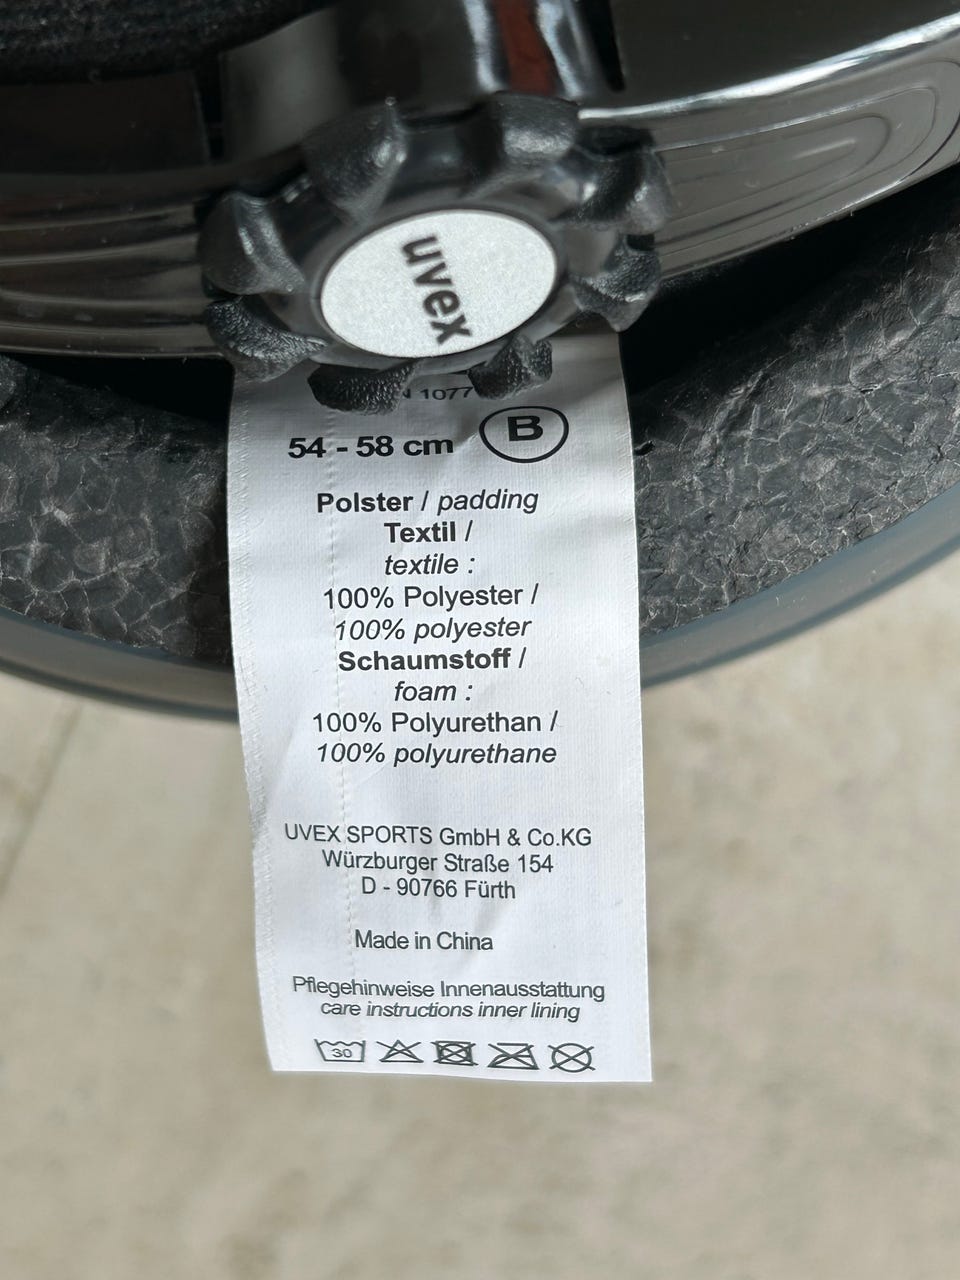 uvex
1077
54 - 58 cm B
Polster / padding
Textil /
textile :
100% Polyester /
100% polyester
Schaumstoff /
foam :
100% Polyurethan /
100% polyurethane
UVEX SPORTS GmbH & Co.KG
Würzburger Straße 154
D - 90766 Fürth
Made in China
Pflegehinweise Innenausstattung
care instructions inner lining
30